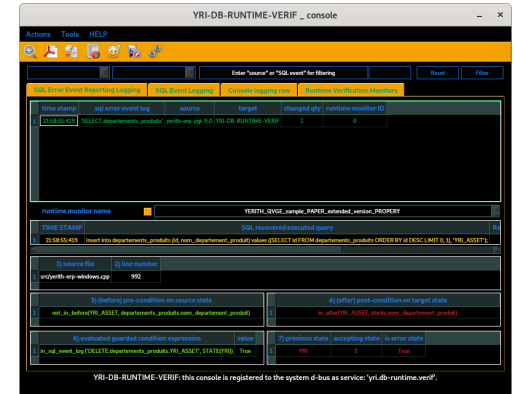 YRI-DB-RUNTIME-VERIF _ console
Actions Tools HELP
Enter "source" or "SQL event" for filtering
Reset Filter
SQL Error Event Reporting Logging SQL Event Logging Console logging raw Runtime Verification Monitors
time stamp sql error event log source target changed qty runtime monitor ID
1 21:58:55:419 'SELECT.departements_produits' yerith-erp-pgi-9.0 YRI-DB-RUNTIME-VERIF 1 0
runtime monitor name YERITH_QVGE_sample_PAPER_extended_version_PROPERY
TIME STAMP SQL recovered executed query Re
1 21:58:55:419 insert into departements_produits (id, nom_departement_produit) values ((SELECT id FROM departements_produits ORDER BY id DESC LIMIT 0, 1), "YRI_ASSET");
1) source file 2) line number
1 src/yerith-erp-windows.cpp 992
3) (before) pre-condition on source state
1 not_in_before(YRI_ASSET, departements_produits.nom_departement_produit)
4) (after) post-condition on target state
1 in_after(YRI_ASSET, stocks.nom_departement_produit)
6) evaluated guarded condition expression value
1 in_sql_event_log('DELETE.departements_produits.YRI_ASSET', STATE(YRI)) True
7) previous state accepting state is error state
1 YRI E True
YRI-DB-RUNTIME-VERIF: this console is registered to the system d-bus as service: 'yri.db-runtime.verif'.